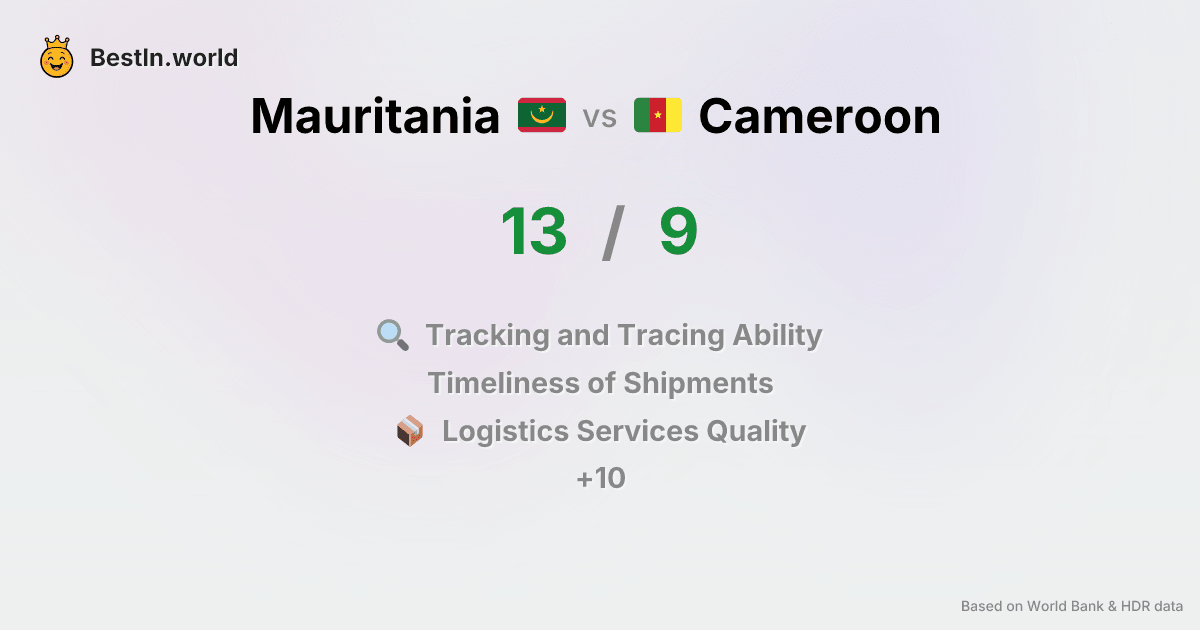 BestIn.world
Mauritania vs Cameroon
13 / 9
Tracking and Tracing Ability
Timeliness of Shipments
Logistics Services Quality
+10
Based on World Bank & HDR data